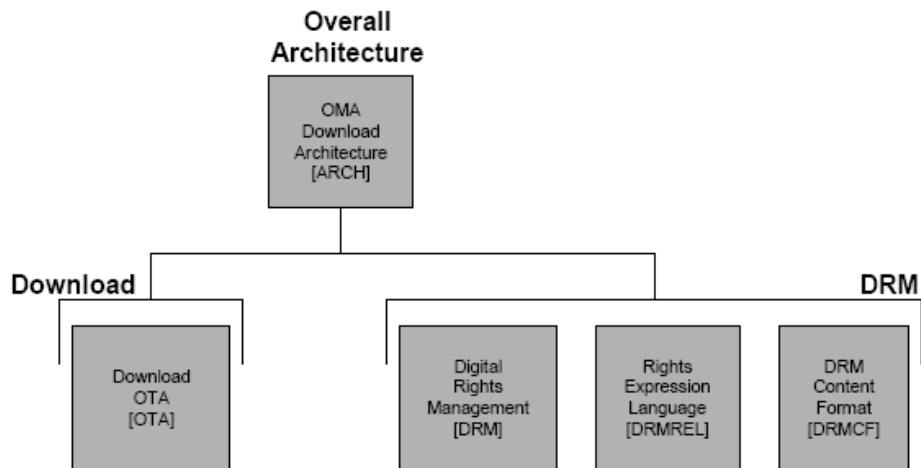 Overall
Architecture
OMA
Download
Architecture
[ARCH]
Download
DRM
Download
OTA
[OTA]
Digital
Rights
Management
[DRM]
Rights
Expression
Language
[DRMREL]
DRM
Content
Format
[DRMCF]